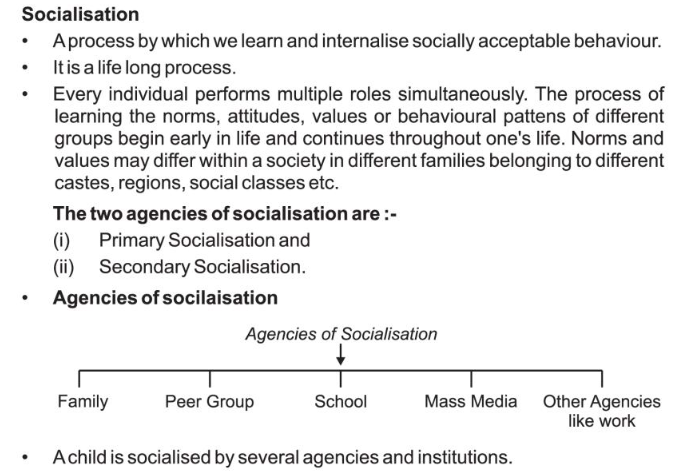 Socialisation
• A process by which we learn and internalise socially acceptable behaviour.
• It is a life long process.
• Every individual performs multiple roles simultaneously. The process of
learning the norms, attitudes, values or behavioural pattens of different
groups begin early in life and continues throughout one's life. Norms and
values may differ within a society in different families belonging to different
castes, regions, social classes etc.
The two agencies of socialisation are :-
(i) Primary Socialisation and
(ii) Secondary Socialisation.
• Agencies of socilaisation
Agencies of Socialisation
Family Peer Group School Mass Media Other Agencies
like work
• A child is socialised by several agencies and institutions.